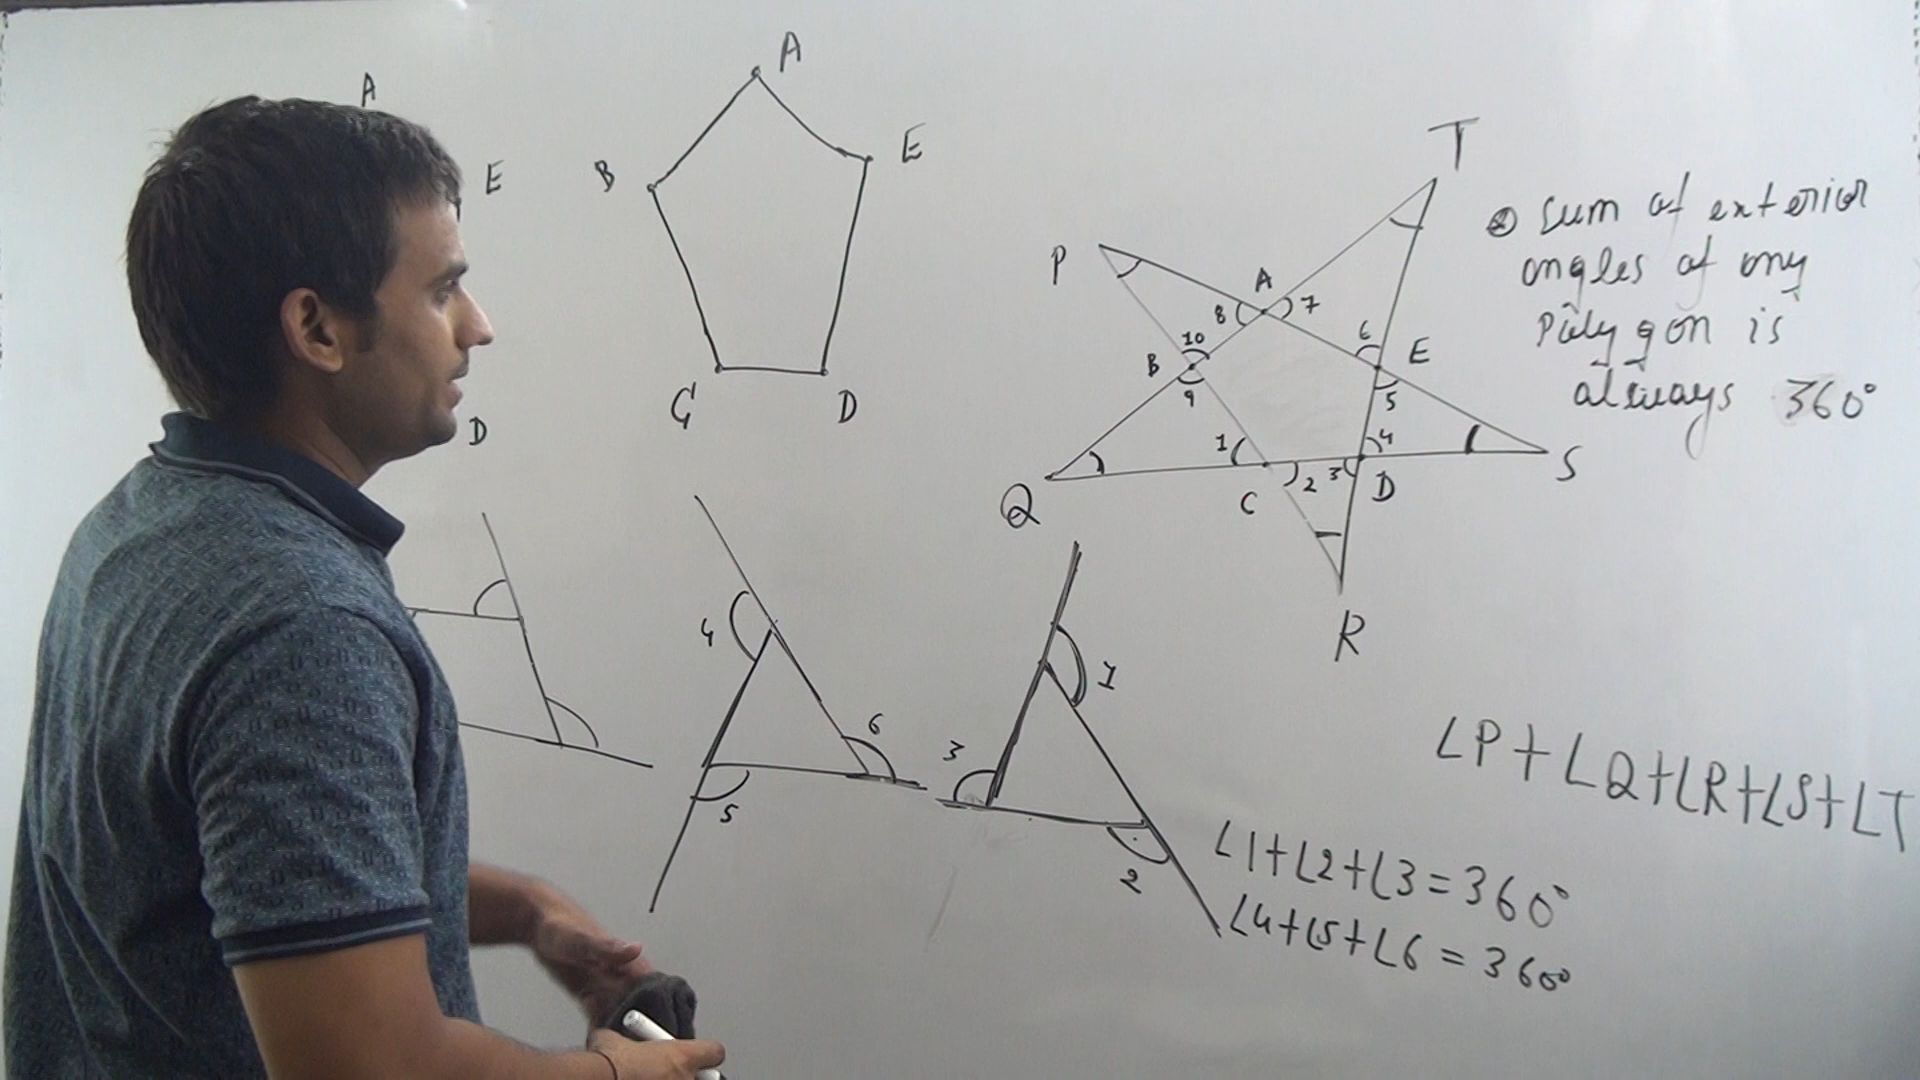 A
E
D
A
B
E
C
D
T
P
A
8
7
10
B
9
6
E
5
1
4
S
Q
C
2
3
D
R
sum of exterior
angles of any
Polygon is
always 360°
4
6
5
1
3
2
∠P+∠Q+∠R+∠S+∠T
∠1+∠2+∠3=360°
∠4+∠5+∠6=360°